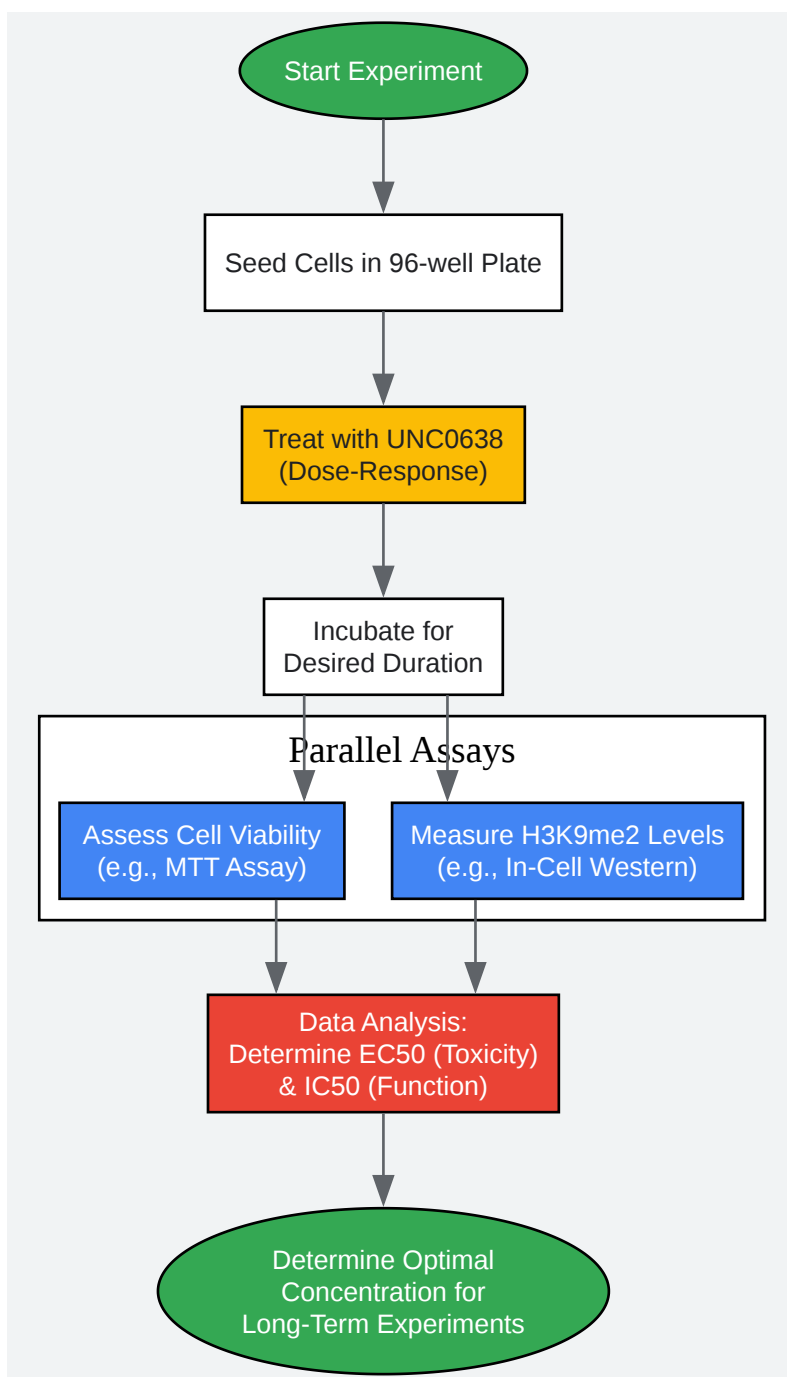 Start Experiment
Seed Cells in 96-well Plate
Treat with UNC0638
(Dose-Response)
Incubate for
Desired Duration
Parallel Assays
Assess Cell Viability
(e.g., MTT Assay)
Measure H3K9me2 Levels
(e.g., In-Cell Western)
Data Analysis:
Determine EC50 (Toxicity)
& IC50 (Function)
Determine Optimal
Concentration for
Long-Term Experiments